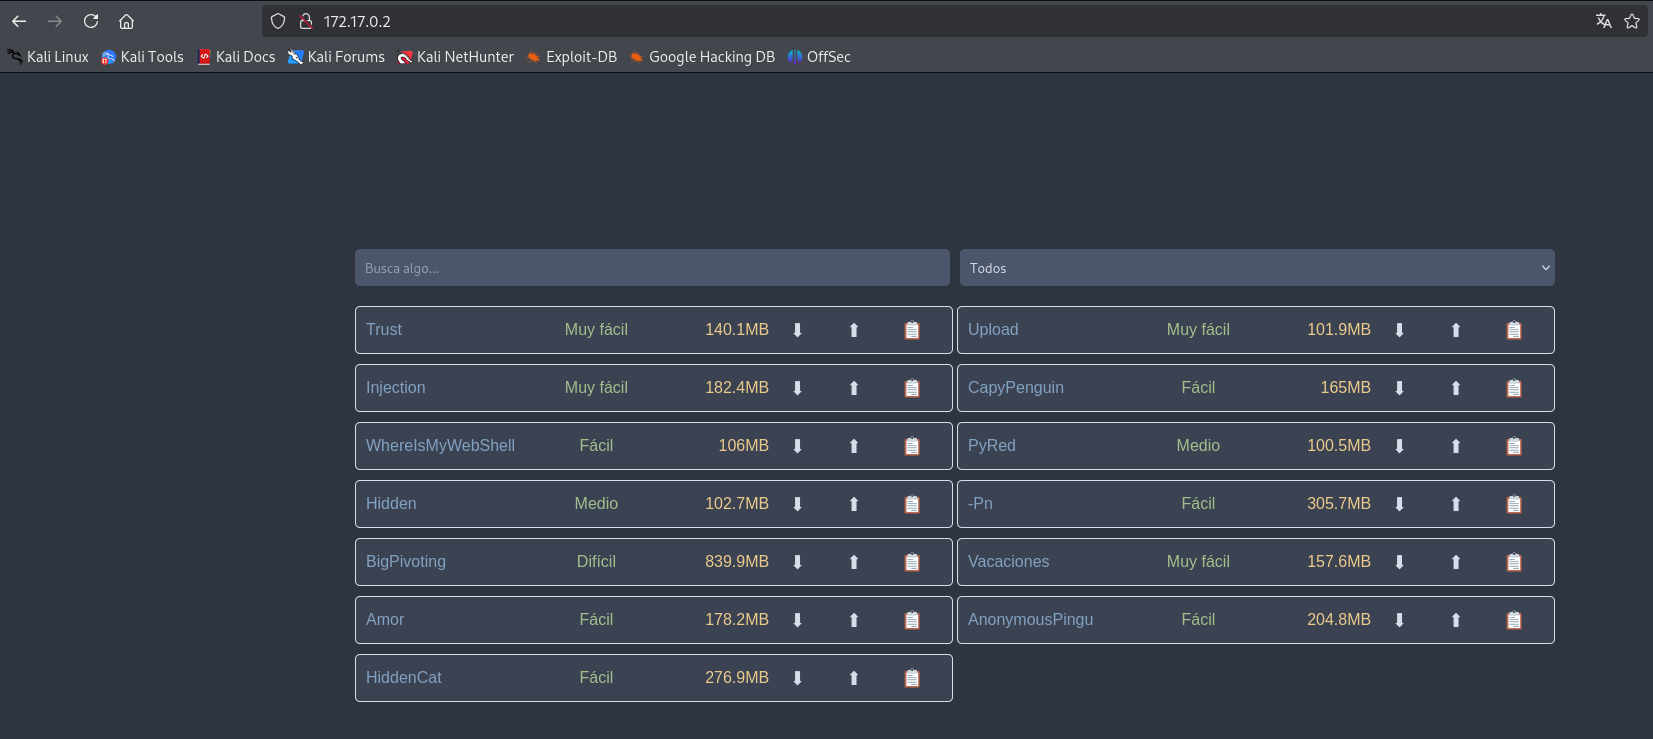 172.17.0.2
Kali Linux Kali Tools Kali Docs Kali Forums Kali NetHunter Exploit-DB Google Hacking DB OffSec
Busca algo... Todos
Trust Muy fácil 140.1MB Upload Muy fácil 101.9MB
Injection Muy fácil 182.4MB CapyPenguin Fácil 165MB
WhereIsMyWebShell Fácil 106MB PyRed Medio 100.5MB
Hidden Medio 102.7MB -Pn Fácil 305.7MB
BigPivoting Difícil 839.9MB Vacaciones Muy fácil 157.6MB
Amor Fácil 178.2MB AnonymousPingu Fácil 204.8MB
HiddenCat Fácil 276.9MB